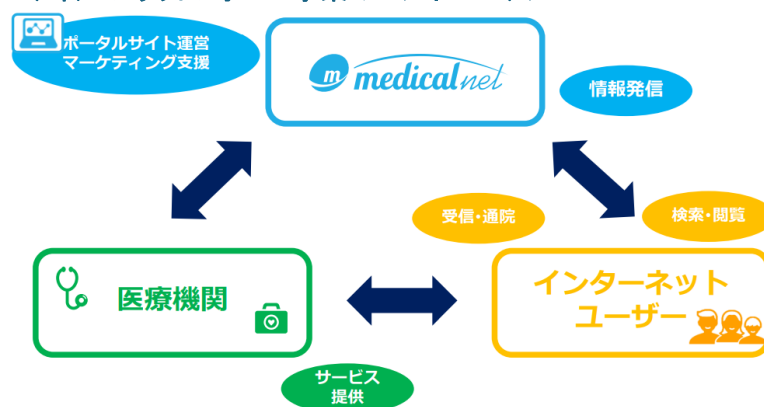 ポータルサイト運営
マーケティング支援
m medicalnet
情報発信
受信・通院
検索・閲覧
医療機関
インターネット
ユーザー
サービス
提供